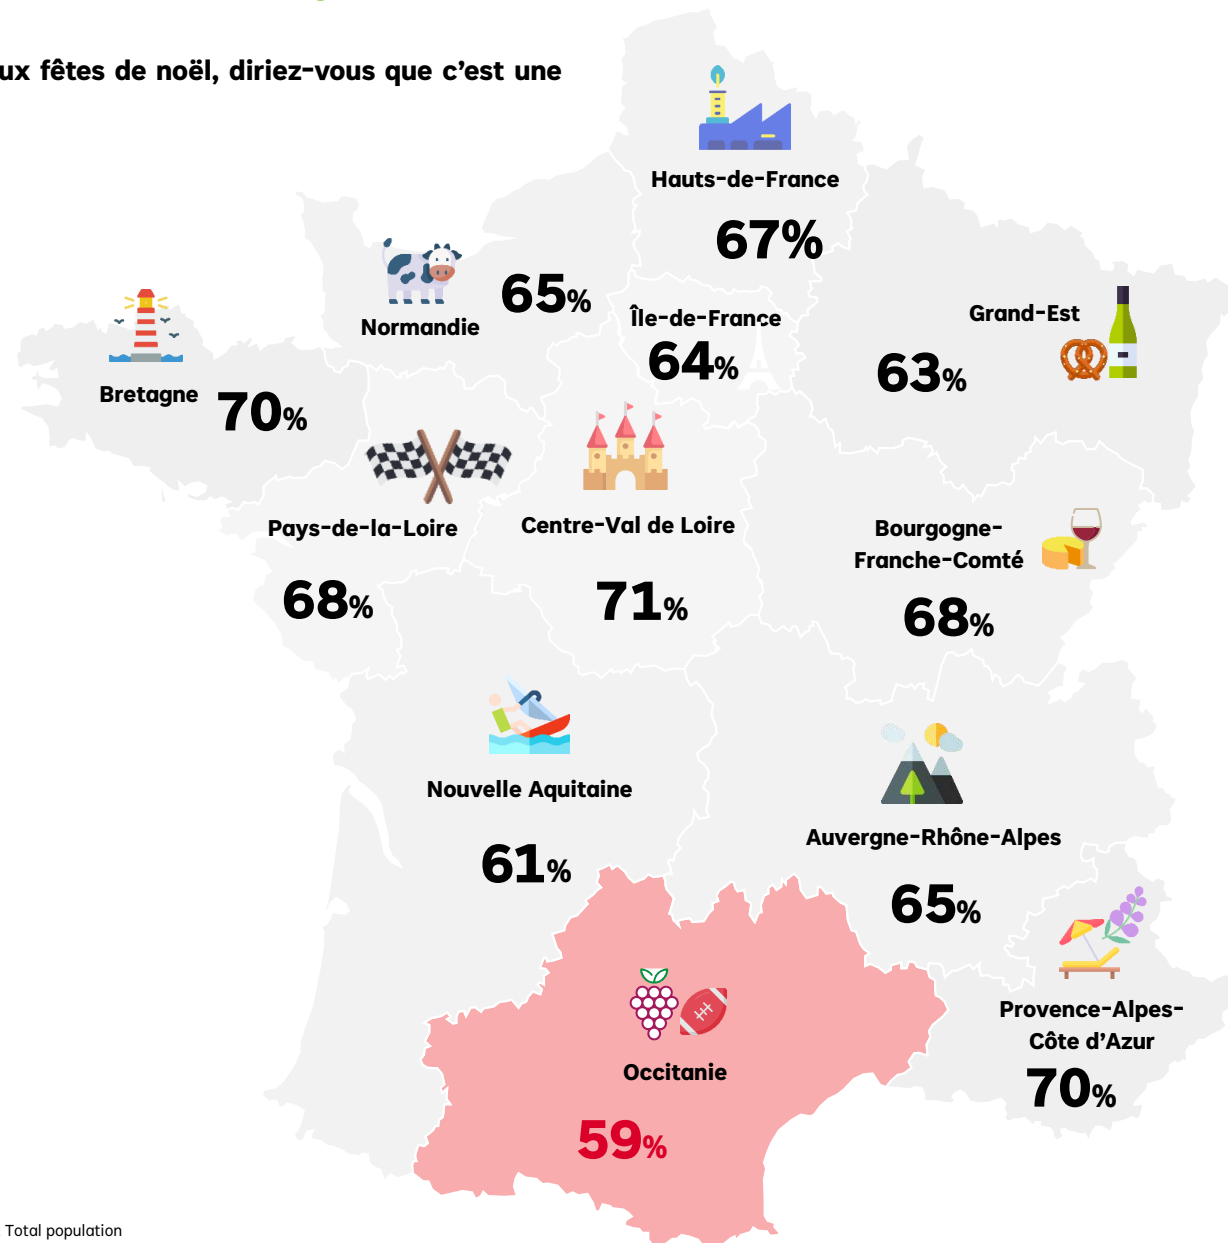 ux fêtes de noël, diriez-vous que c’est une
Hauts-de-France
67%
Normandie
65%
Île-de-France
64%
Grand-Est
63%
Bretagne
70%
Pays-de-la-Loire
68%
Centre-Val de Loire
71%
Bourgogne-
Franche-Comté
68%
Nouvelle Aquitaine
61%
Auvergne-Rhône-Alpes
65%
Provence-Alpes-
Côte d’Azur
70%
Occitanie
59%
Total population